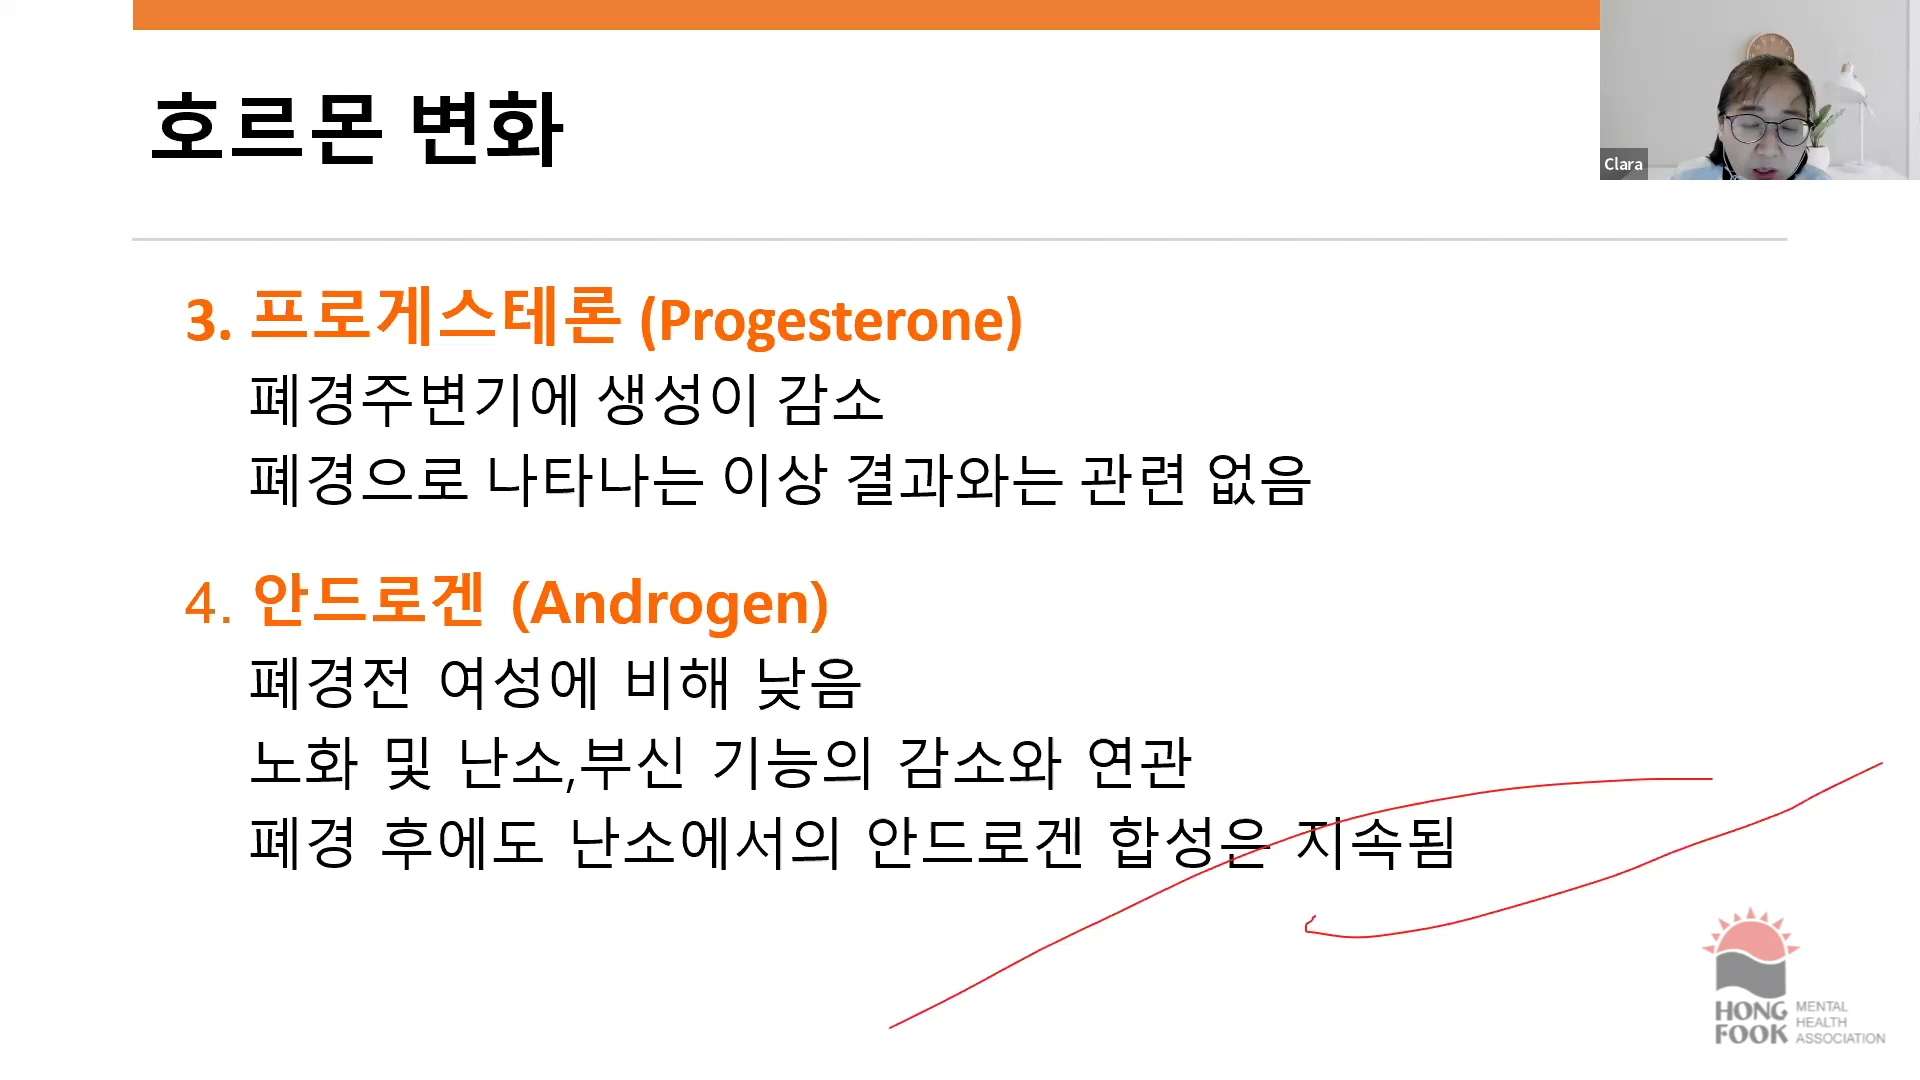 호르몬 변화
Clara
3. 프로게스테론 (Progesterone)
폐경주변기에 생성이 감소
폐경으로 나타나는 이상 결과와는 관련 없음
4. 안드로겐 (Androgen)
폐경전 여성에 비해 낮음
노화 및 난소,부신 기능의 감소와 연관
폐경 후에도 난소에서의 안드로겐 합성은 지속됨
HONG FOOK
MENTAL
HEALTH
ASSOCIATION